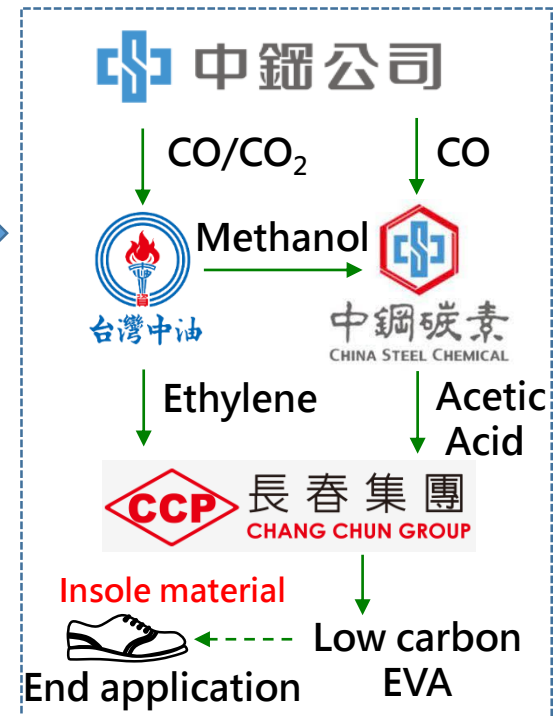 中鋼公司
CO/CO₂
CO
Methanol
台灣中油
中鋼碳素
CHINA STEEL CHEMICAL
Ethylene
Acetic
Acid
CCP
長春集團
CHANG CHUN GROUP
Insole material
Low carbon
EVA
End application